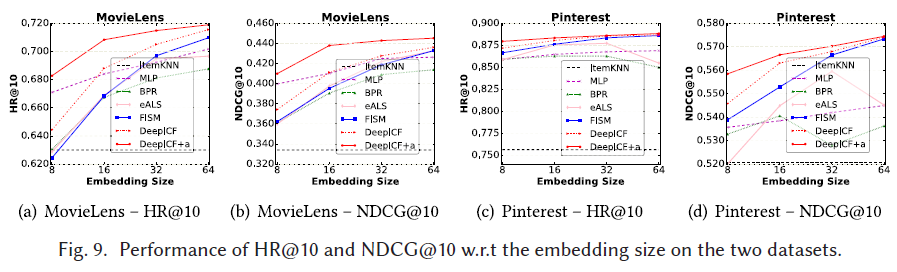 MovieLens
HR@10
0,720
0,700
0,680
0,660
0,640
0,620
8 16 32 64
Embedding Size
ItemKNN
MLP
BPR
eALS
FISM
DeepICF
DeepICF+a
MovieLens
NDCG@10
0,460
0,440
0,420
0,400
0,380
0,360
0,340
0,320
8 16 32 64
Embedding Size
ItemKNN
MLP
BPR
eALS
FISM
DeepICF
DeepICF+a
Pinterest
HR@10
0,900
0,875
0,850
0,825
0,800
0,775
0,750
8 16 32 64
Embedding Size
ItemKNN
MLP
BPR
eALS
FISM
DeepICF
DeepICF+a
Pinterest
NDCG@10
0,580
0,570
0,560
0,550
0,540
0,530
0,520
8 16 32 64
Embedding Size
ItemKNN
MLP
BPR
eALS
FISM
DeepICF
DeepICF+a
(a) MovieLens – HR@10
(b) MovieLens – NDCG@10
(c) Pinterest – HR@10
(d) Pinterest – NDCG@10
Fig. 9. Performance of HR@10 and NDCG@10 w.r.t the embedding size on the two datasets.